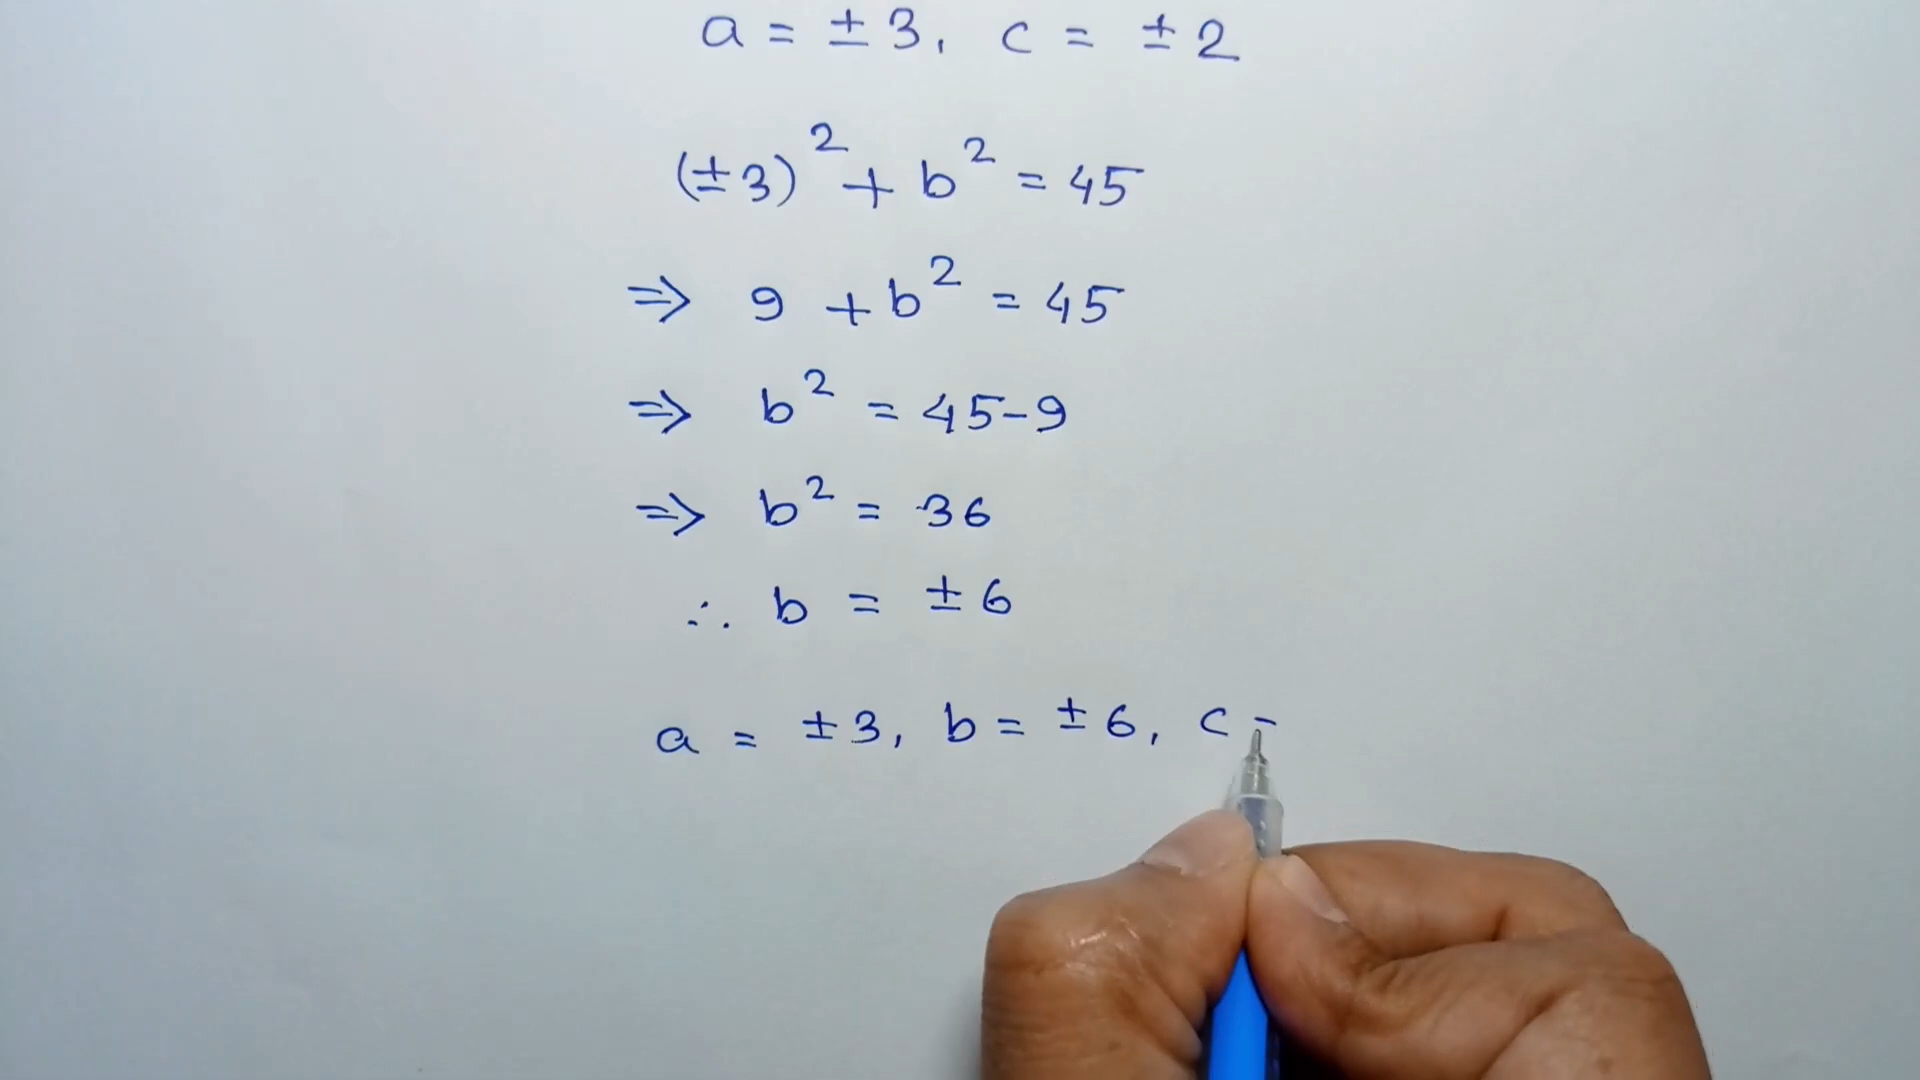 a = ±3, c = ±2
(±3)² + b² = 45
⇒ 9 + b² = 45
⇒ b² = 45-9
⇒ b² = 36
∴ b = ±6
a = ±3, b = ±6, c =